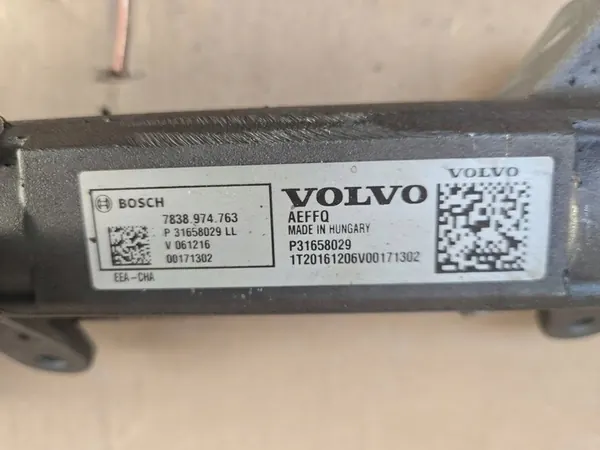 BOSCH
7838.974.763
P 31658029 LL
V 061216
00171302
EEA-CHA
VOLVO
AEFFQ
MADE IN HUNGARY
P31658029
1T20161206V00171302
VOLVO